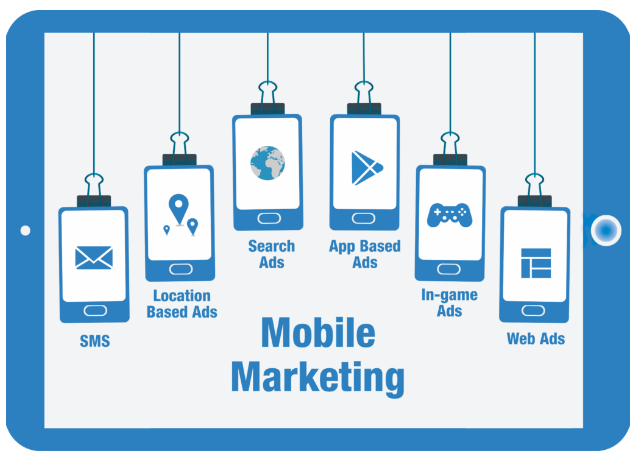 SMS
Location
Based Ads
Search
Ads
App Based
Ads
In-game
Ads
Web Ads
Mobile
Marketing